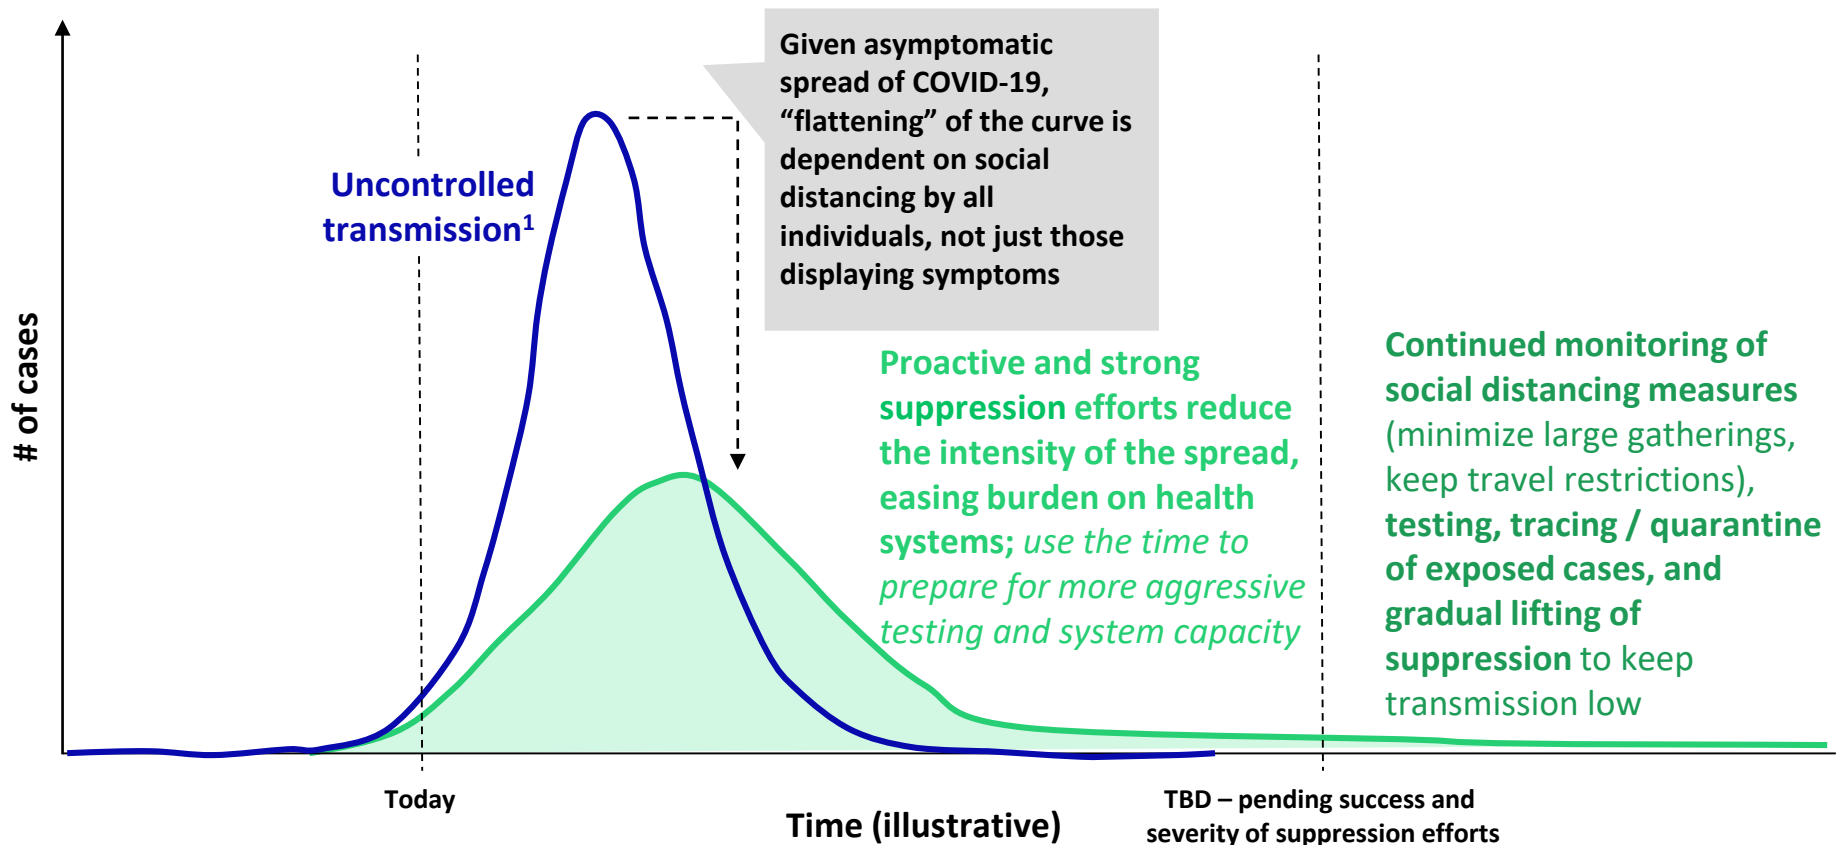 Given asymptomatic
spread of COVID-19,
“flattening” of the curve is
dependent on social
distancing by all
individuals, not just those
displaying symptoms
Uncontrolled
transmission¹
# of cases
Proactive and strong
suppression efforts reduce
the intensity of the spread,
easing burden on health
systems; use the time to
prepare for more aggressive
testing and system capacity
Continued monitoring of
social distancing measures
(minimize large gatherings,
keep travel restrictions),
testing, tracing / quarantine
of exposed cases, and
gradual lifting of
suppression to keep
transmission low
Today
Time (illustrative)
TBD – pending success and
severity of suppression efforts